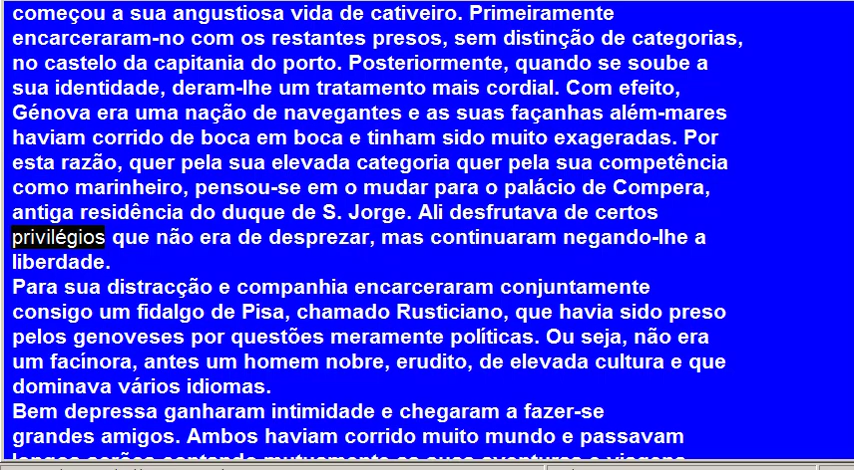 começou a sua angustiosa vida de cativeiro. Primeiramente
encarceraram-no com os restantes presos, sem distinção de categorias,
no castelo da capitania do porto. Posteriormente, quando se soube a
sua identidade, deram-lhe um tratamento mais cordial. Com efeito,
Génova era uma nação de navegantes e as suas façanhas além-mares
haviam corrido de boca em boca e tinham sido muito exageradas. Por
esta razão, quer pela sua elevada categoria quer pela sua competência
como marinheiro, pensou-se em o mudar para o palácio de Compera,
antiga residência do duque de S. Jorge. Ali desfrutava de certos
privilégios que não era de desprezar, mas continuaram negando-lhe a
liberdade.
Para sua distracção e companhia encarceraram conjuntamente
consigo um fidalgo de Pisa, chamado Rusticiano, que havia sido preso
pelos genoveses por questões meramente políticas. Ou seja, não era
um facínora, antes um homem nobre, erudito, de elevada cultura e que
dominava vários idiomas.
Bem depressa ganharam intimidade e chegaram a fazer-se
grandes amigos. Ambos haviam corrido muito mundo e passavam
longos serões contando mutuamente as suas aventuras e viagens